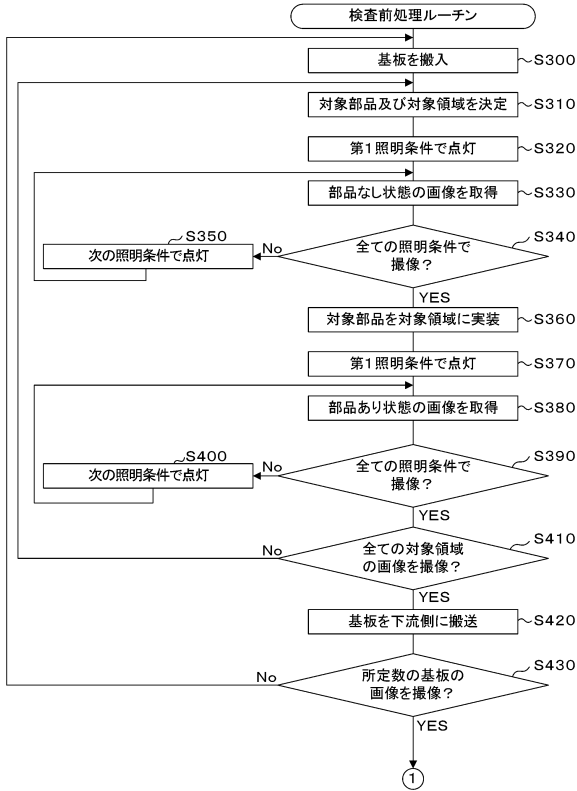 検査前処理ルーチン
基板を搬入
S300
対象部品及び対象領域を決定
S310
第1照明条件で点灯
S320
部品なし状態の画像を取得
S330
S350
次の照明条件で点灯
No
全ての照明条件で
撮像？
S340
YES
対象部品を対象領域に実装
S360
第1照明条件で点灯
S370
部品あり状態の画像を取得
S380
S400
次の照明条件で点灯
No
全ての照明条件で
撮像？
S390
YES
No
全ての対象領域
の画像を撮像？
S410
YES
基板を下流側に搬送
S420
No
所定数の基板の
画像を撮像？
S430
YES
1